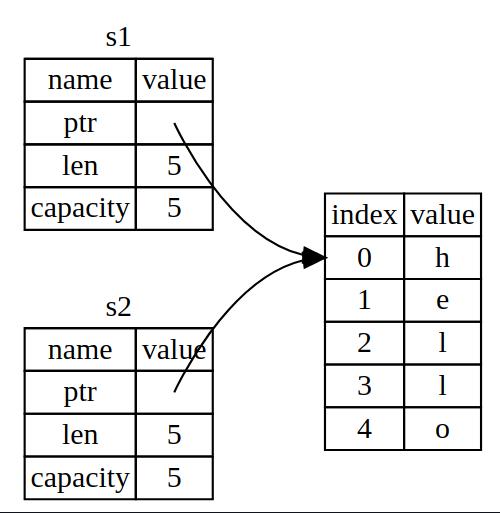 s1
name value
ptr
len 5
capacity 5
s2
name value
ptr
len 5
capacity 5
index value
0 h
1 e
2 l
3 l
4 o